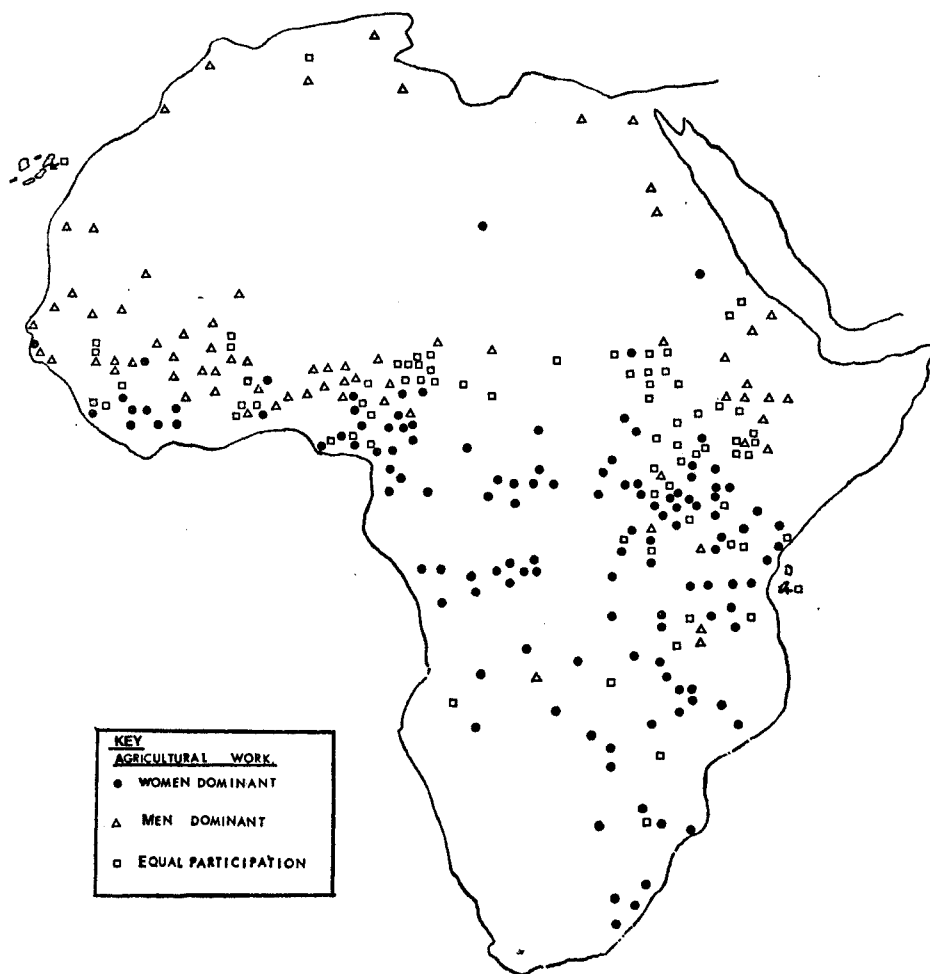 KEY
AGRICULTURAL WORK.
WOMEN DOMINANT
MEN DOMINANT
EQUAL PARTICIPATION